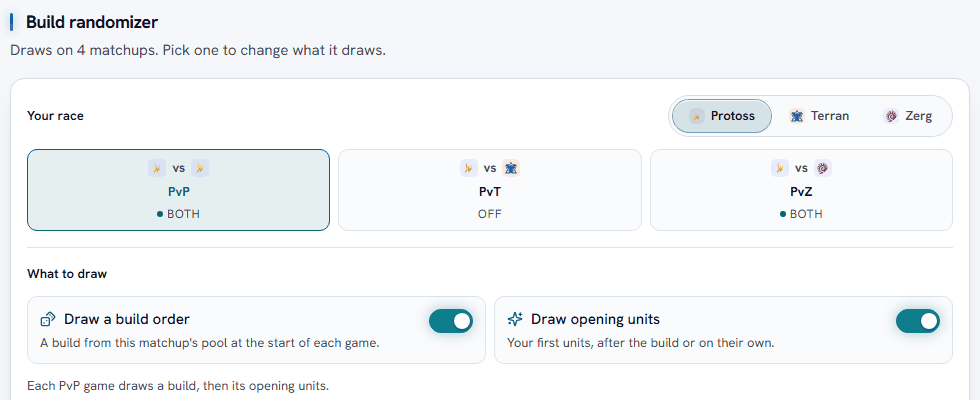 Build randomizer
Draws on 4 matchups. Pick one to change what it draws.
Your race
Protoss
Terran
Zerg
vs
PvP
BOTH
vs
PvT
OFF
vs
PvZ
BOTH
What to draw
Draw a build order
A build from this matchup's pool at the start of each game.
Draw opening units
Your first units, after the build or on their own.
Each PvP game draws a build, then its opening units.